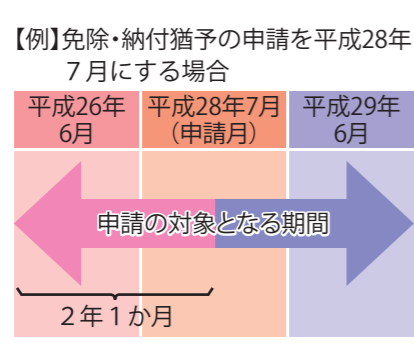 【例】免除・納付猶予の申請を平成28年
７月にする場合
平成26年
6月
平成28年7月
（申請月）
平成29年
6月
申請の対象となる期間
２年１か月